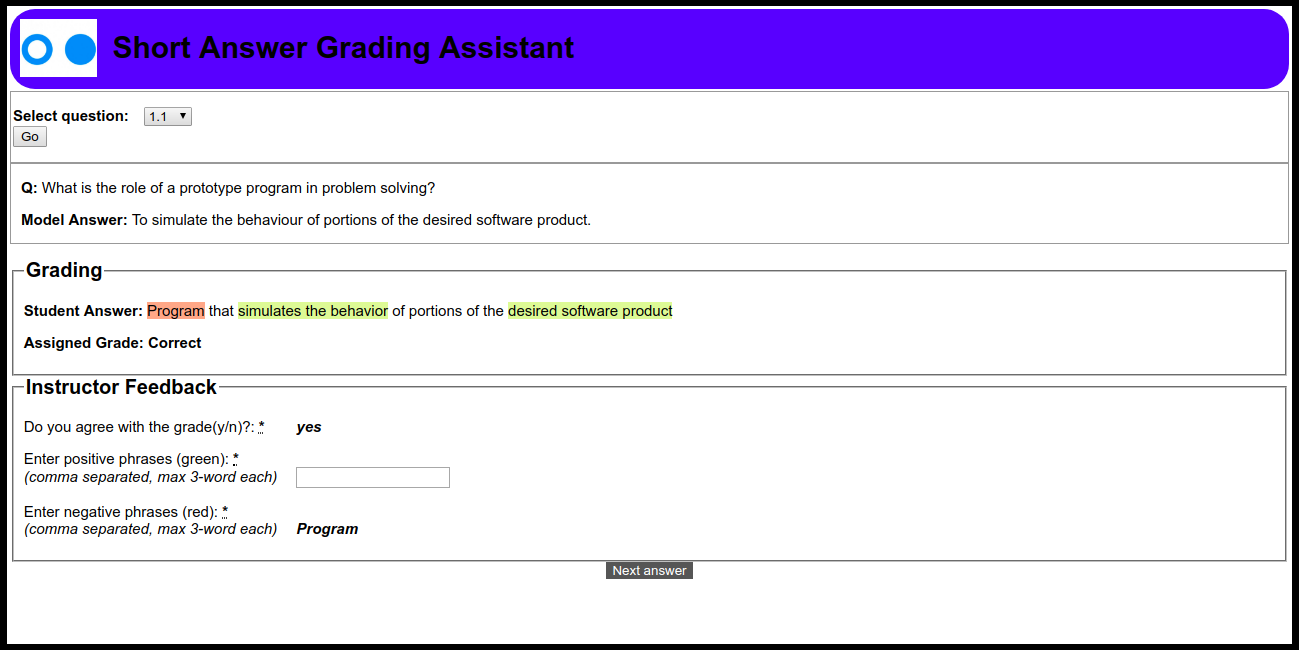 Short Answer Grading Assistant
Select question: 1.1
Go
Q: What is the role of a prototype program in problem solving?
Model Answer: To simulate the behaviour of portions of the desired software product.
Grading
Student Answer: Program that simulates the behavior of portions of the desired software product
Assigned Grade: Correct
Instructor Feedback
Do you agree with the grade(y/n)?: * yes
Enter positive phrases (green): *
(comma separated, max 3-word each)
Enter negative phrases (red): *
(comma separated, max 3-word each) Program
Next answer